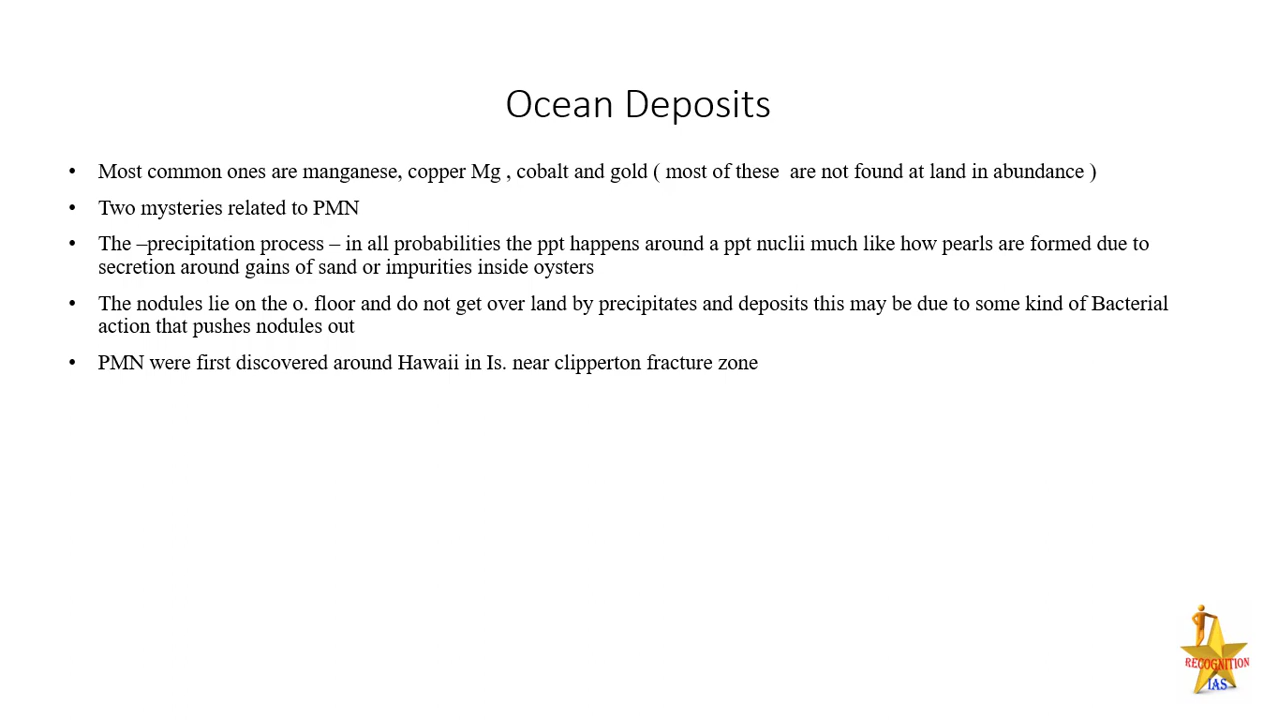 Ocean Deposits
• Most common ones are manganese, copper Mg , cobalt and gold ( most of these  are not found at land in abundance )
• Two mysteries related to PMN
• The –precipitation process – in all probabilities the ppt happens around a ppt nuclii much like how pearls are formed due to
secretion around gains of sand or impurities inside oysters
• The nodules lie on the o. floor and do not get over land by precipitates and deposits this may be due to some kind of Bacterial
action that pushes nodules out
• PMN were first discovered around Hawaii in Is. near clipperton fracture zone
RECOGNITION
IAS